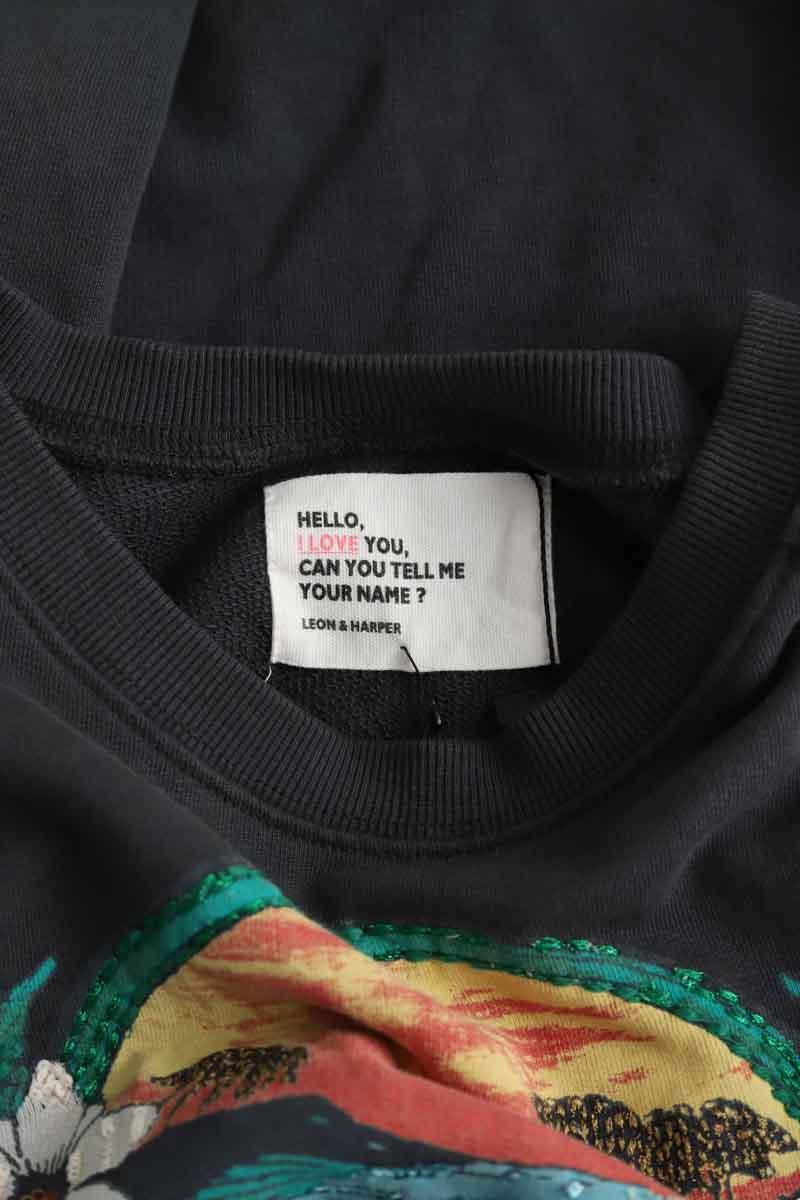 HELLO,
I LOVE YOU,
CAN YOU TELL ME
YOUR NAME ?
LEON & HARPER